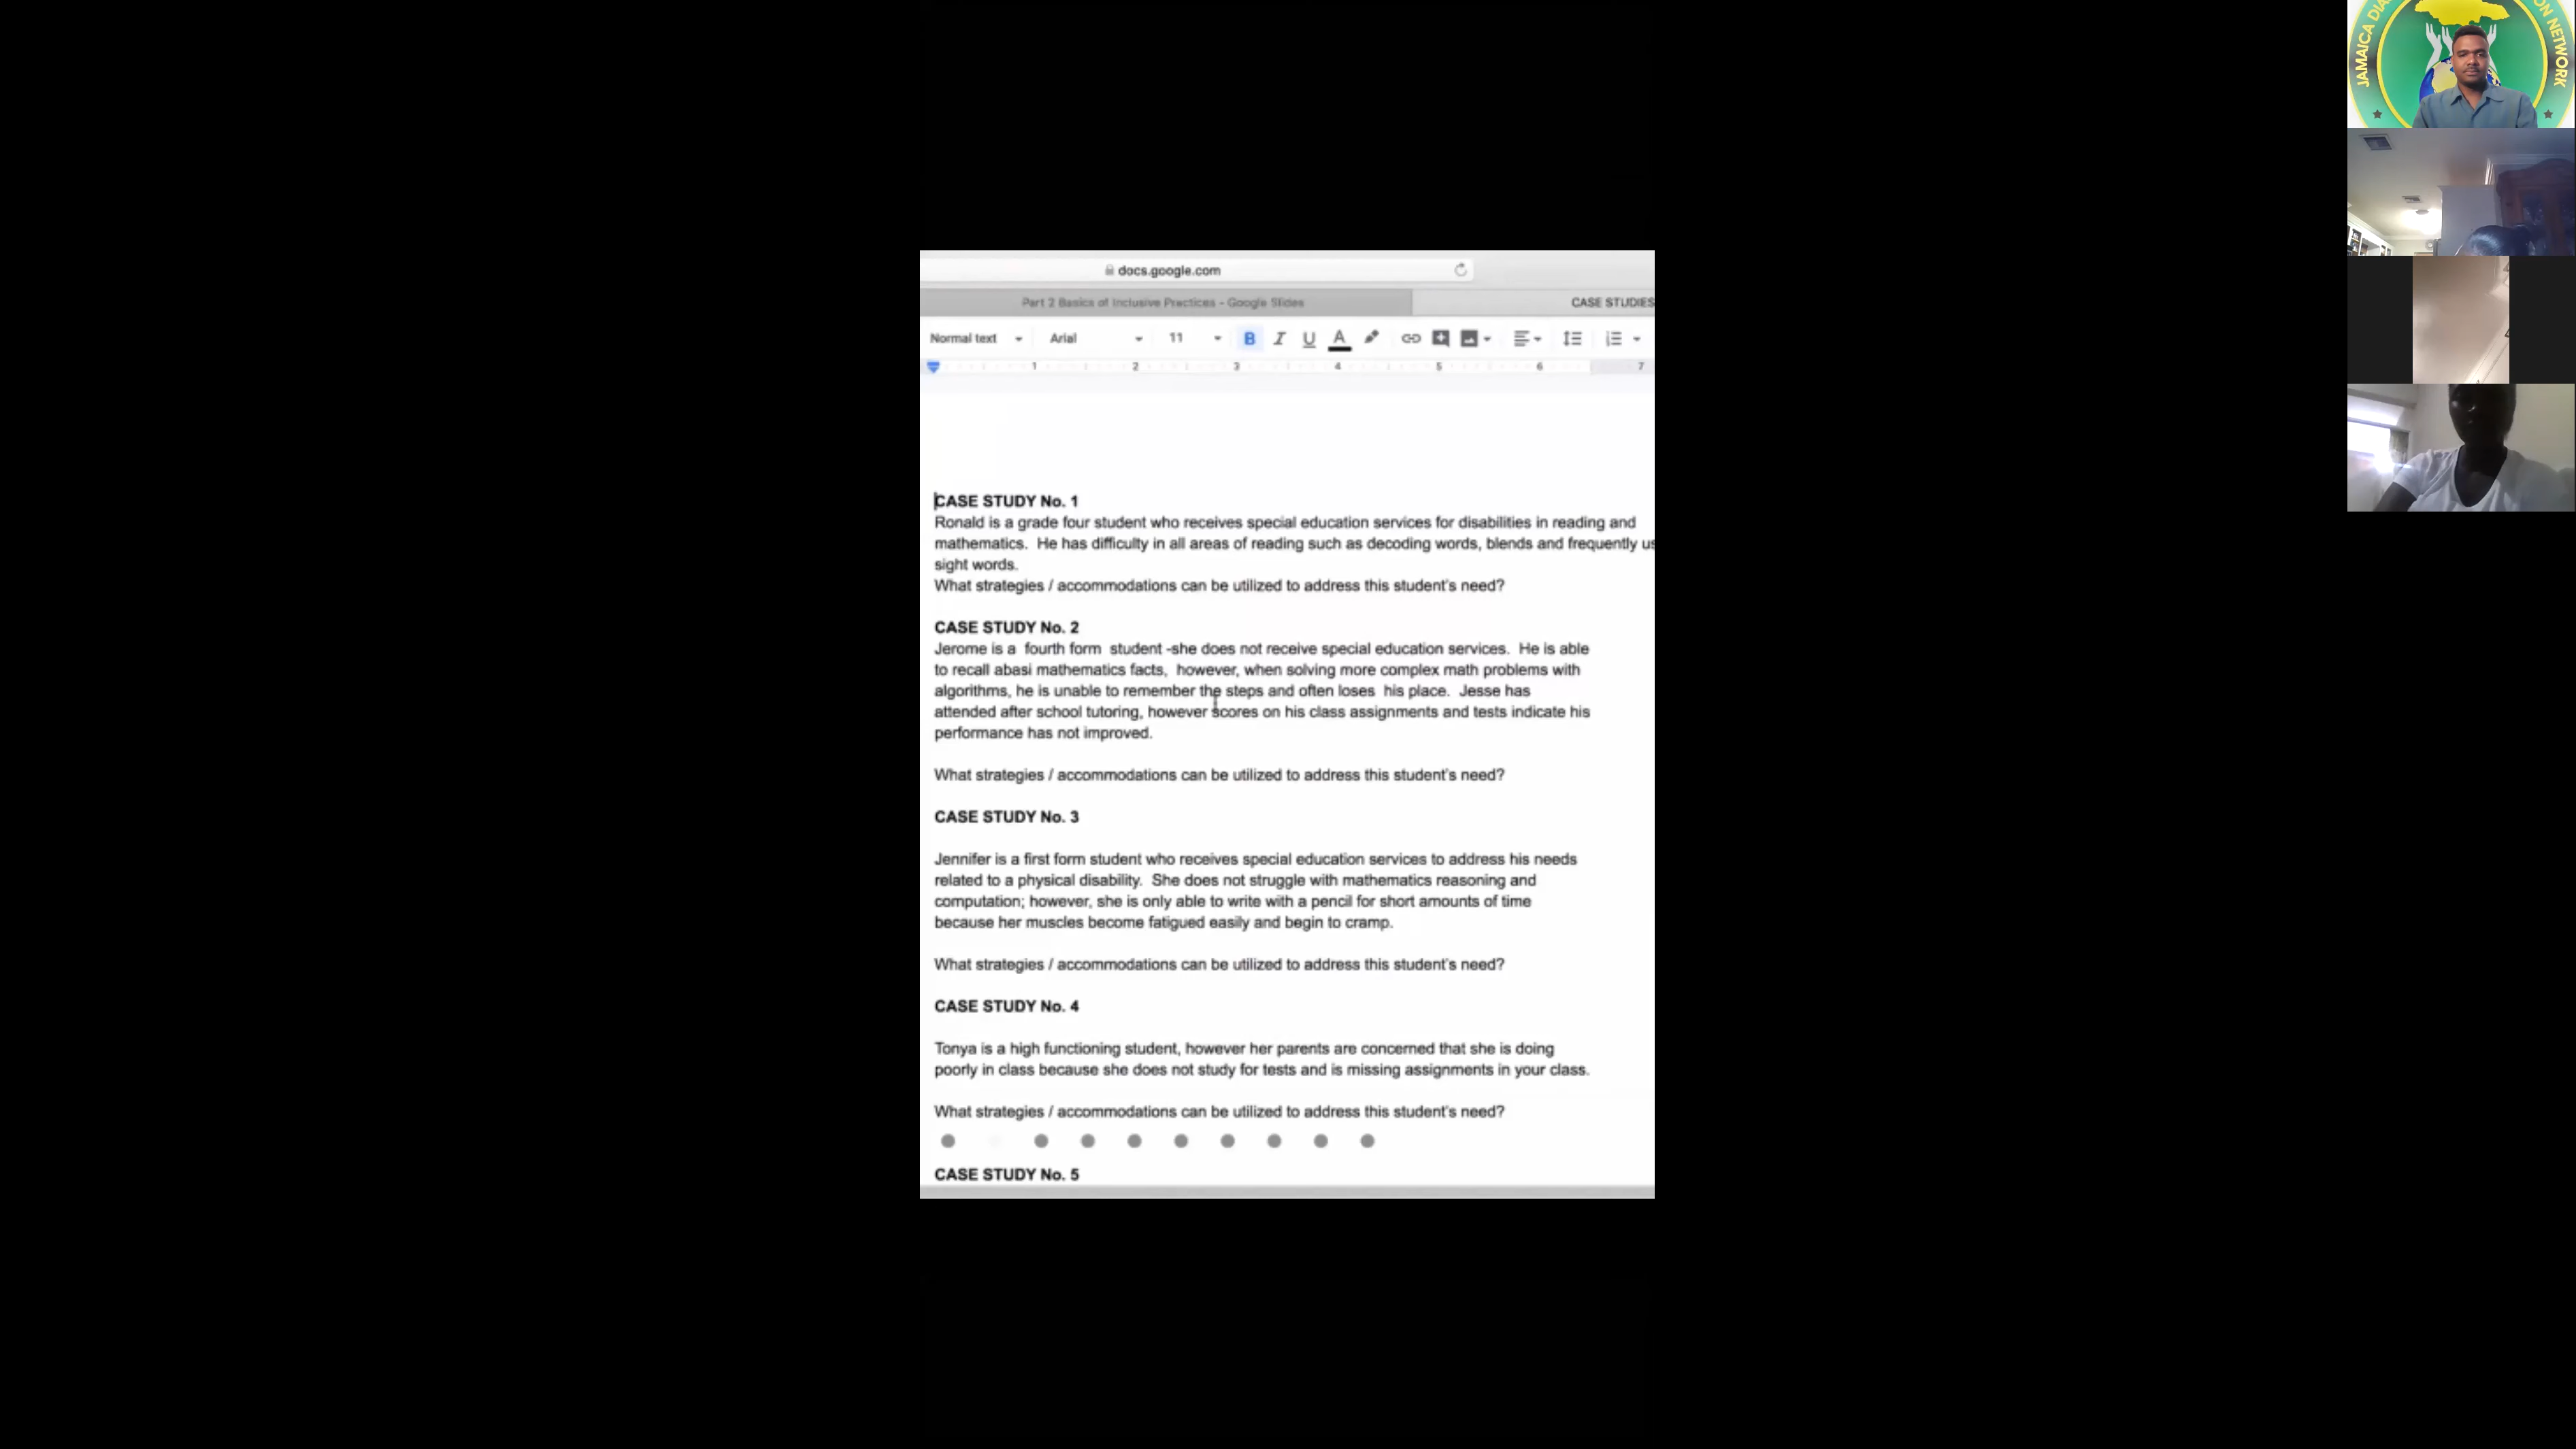 docs.google.com
Part 2 Basics of Inclusive Practices - Google Slides
CASE STUDIES
Normal text Arial 11 B I U A
1 2 3 4 5 6 7
CASE STUDY No. 1
Ronald is a grade four student who receives special education services for disabilities in reading and
mathematics. He has difficulty in all areas of reading such as decoding words, blends and frequently us
sight words.
What strategies / accommodations can be utilized to address this student's need?
CASE STUDY No. 2
Jerome is a fourth form student -she does not receive special education services. He is able
to recall abasi mathematics facts, however, when solving more complex math problems with
algorithms, he is unable to remember the steps and often loses his place. Jesse has
attended after school tutoring, however scores on his class assignments and tests indicate his
performance has not improved.
What strategies / accommodations can be utilized to address this student's need?
CASE STUDY No. 3
Jennifer is a first form student who receives special education services to address his needs
related to a physical disability. She does not struggle with mathematics reasoning and
computation; however, she is only able to write with a pencil for short amounts of time
because her muscles become fatigued easily and begin to cramp.
What strategies / accommodations can be utilized to address this student's need?
CASE STUDY No. 4
Tonya is a high functioning student, however her parents are concerned that she is doing
poorly in class because she does not study for tests and is missing assignments in your class.
What strategies / accommodations can be utilized to address this student's need?
CASE STUDY No. 5
JAMAICA DIA
ON NETWORK